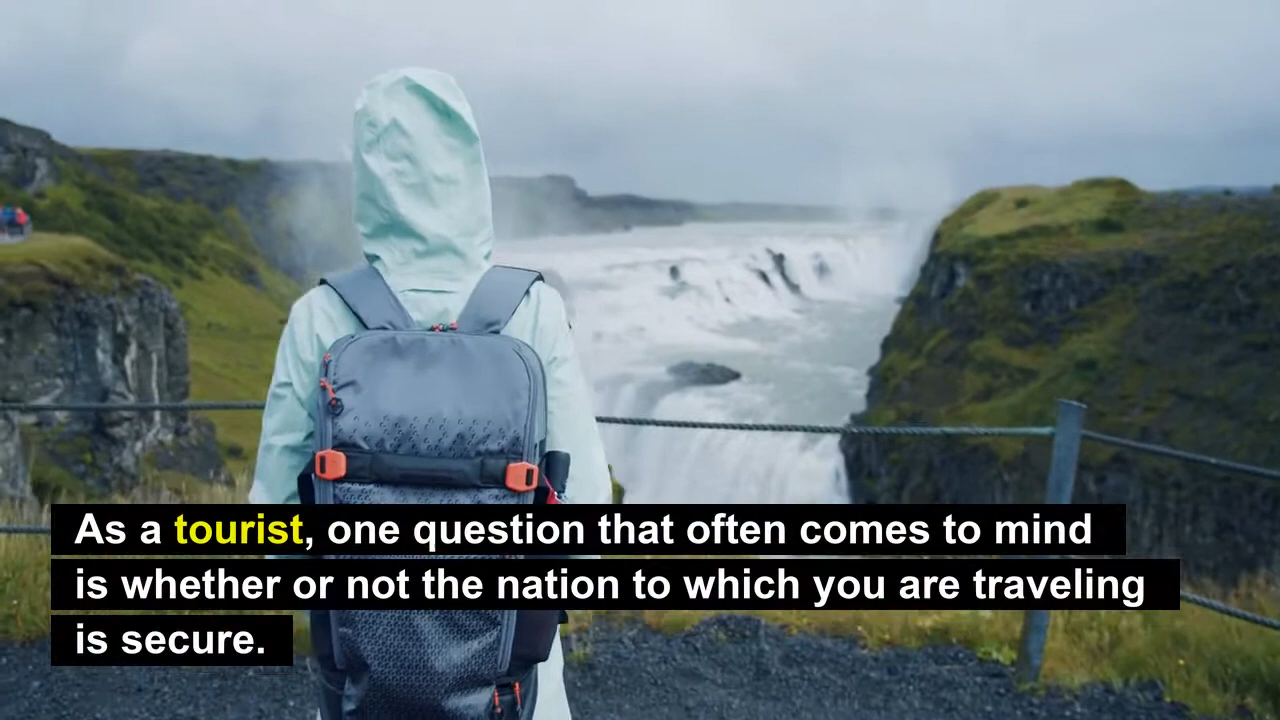 As a tourist, one question that often comes to mind
is whether or not the nation to which you are traveling
is secure.